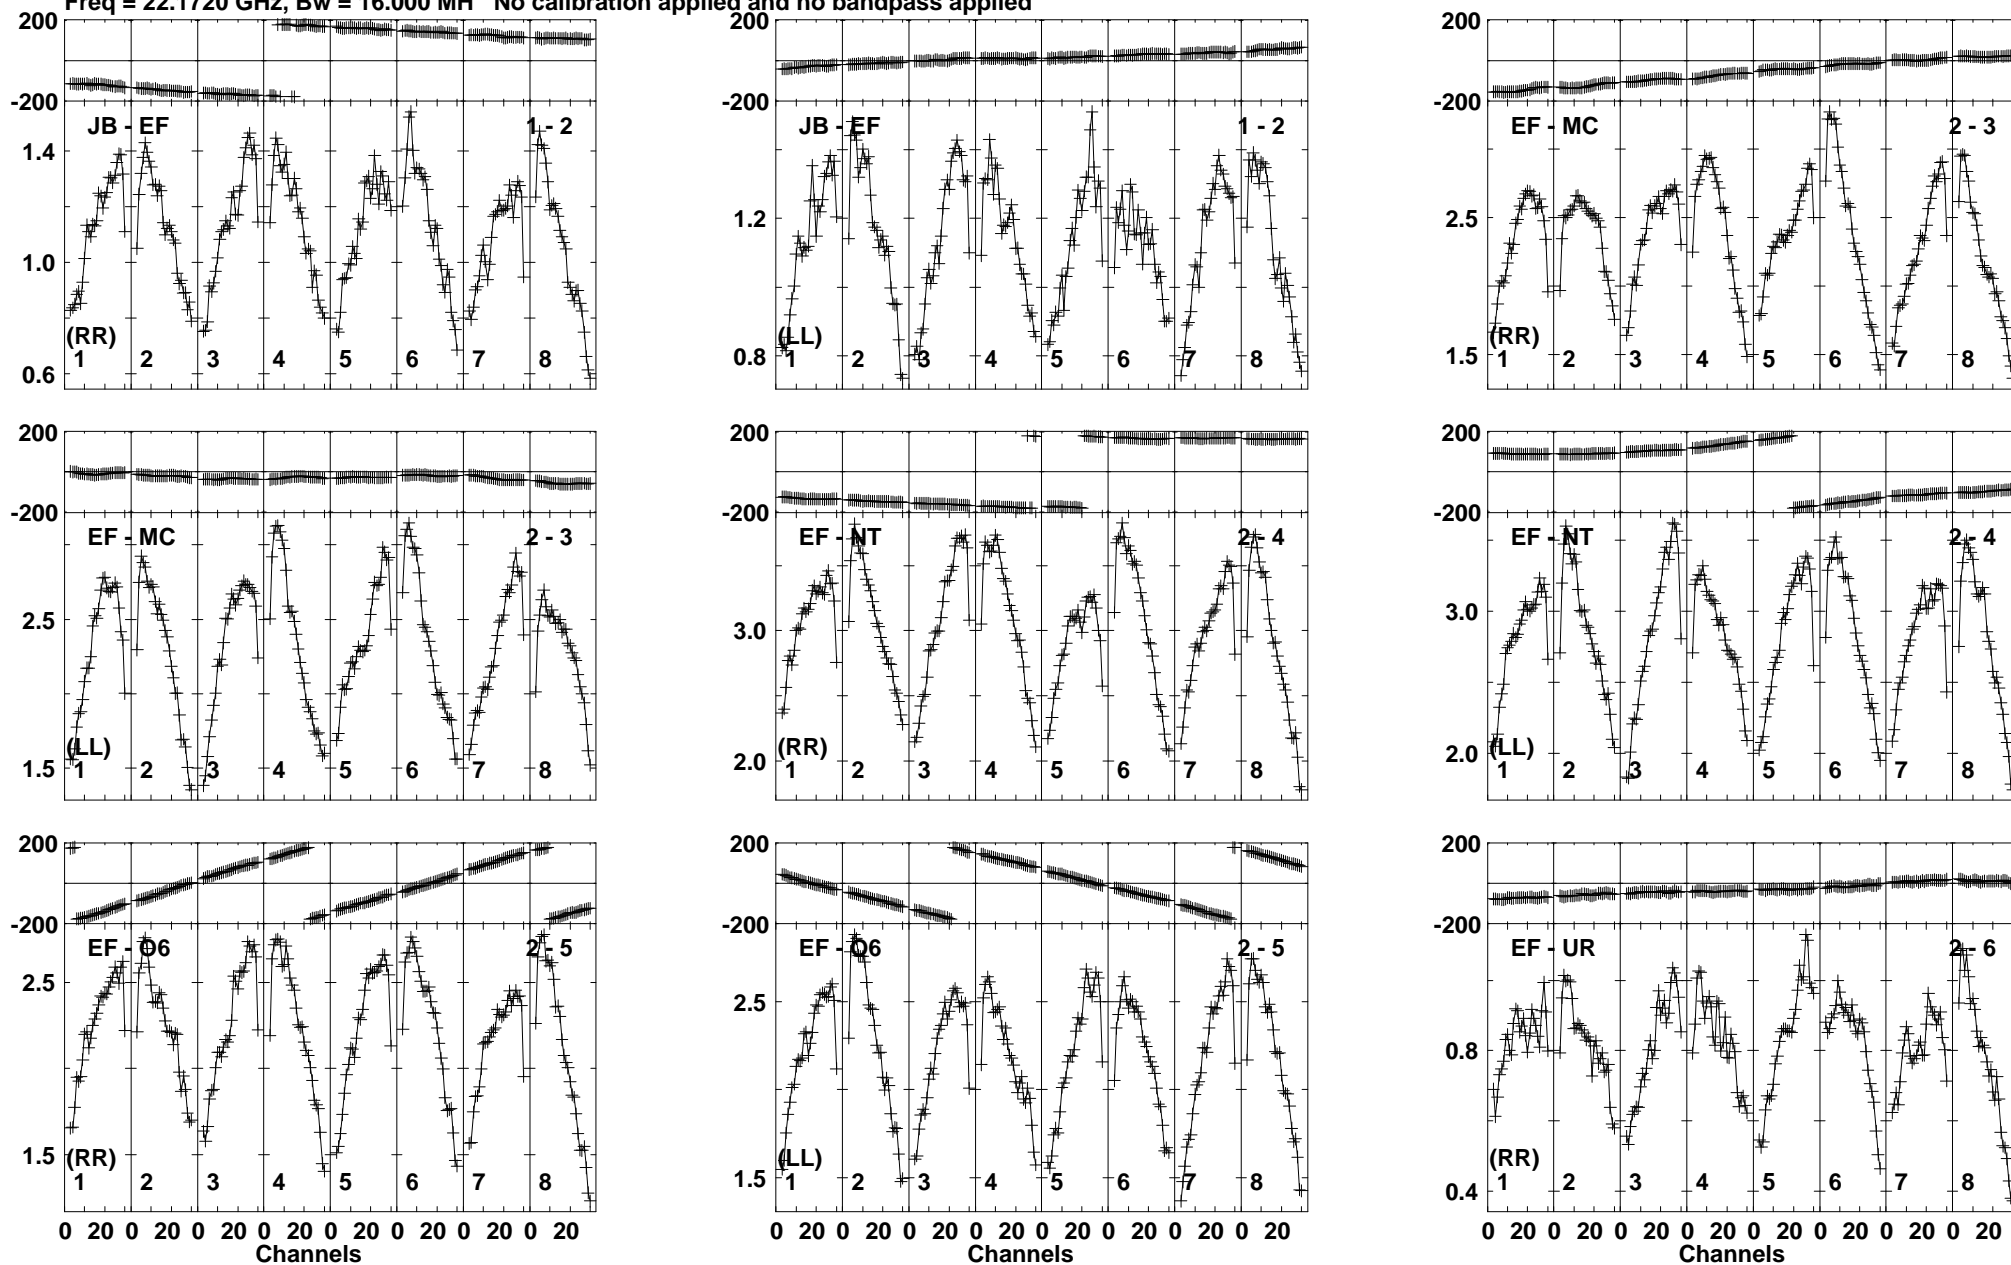 Freq = 22.1720 GHz, Bw = 16.000 MH No calibration applied and no bandpass applied
200 200 200
-200 -200 -200
JB - EF 1 - 2 JB - EF 1 - 2 EF - MC 2 - 3
1.4
1.2 2.5
1.0
0.8 1.5
0.6
(RR) (LL) (RR)
1 2 3 4 5 6 7 8 1 2 3 4 5 6 7 8 1 2 3 4 5 6 7 8
200 200 200
-200 -200 -200
EF - MC 2 - 3 EF - NT 2 - 4 EF - NT 2 - 4
2.5 3.0 3.0
1.5 2.0 2.0
(LL) (RR) (LL)
1 2 3 4 5 6 7 8 1 2 3 4 5 6 7 8 1 2 3 4 5 6 7 8
200 200 200
-200 -200 -200
EF - O6 2 - 5 EF - O6 2 - 5 EF - UR 2 - 6
2.5 2.5 0.8
1.5 1.5 0.4
(RR) (LL) (RR)
1 2 3 4 5 6 7 8 1 2 3 4 5 6 7 8 1 2 3 4 5 6 7 8
0 20 0 20 0 20 0 20 0 20 0 20 0 20 0 20 0 20 0 20 0 20 0 20 0 20 0 20 0 20 0 20 0 20 0 20 0 20 0 20 0 20 0 20 0 20 0 20
Channels Channels Channels